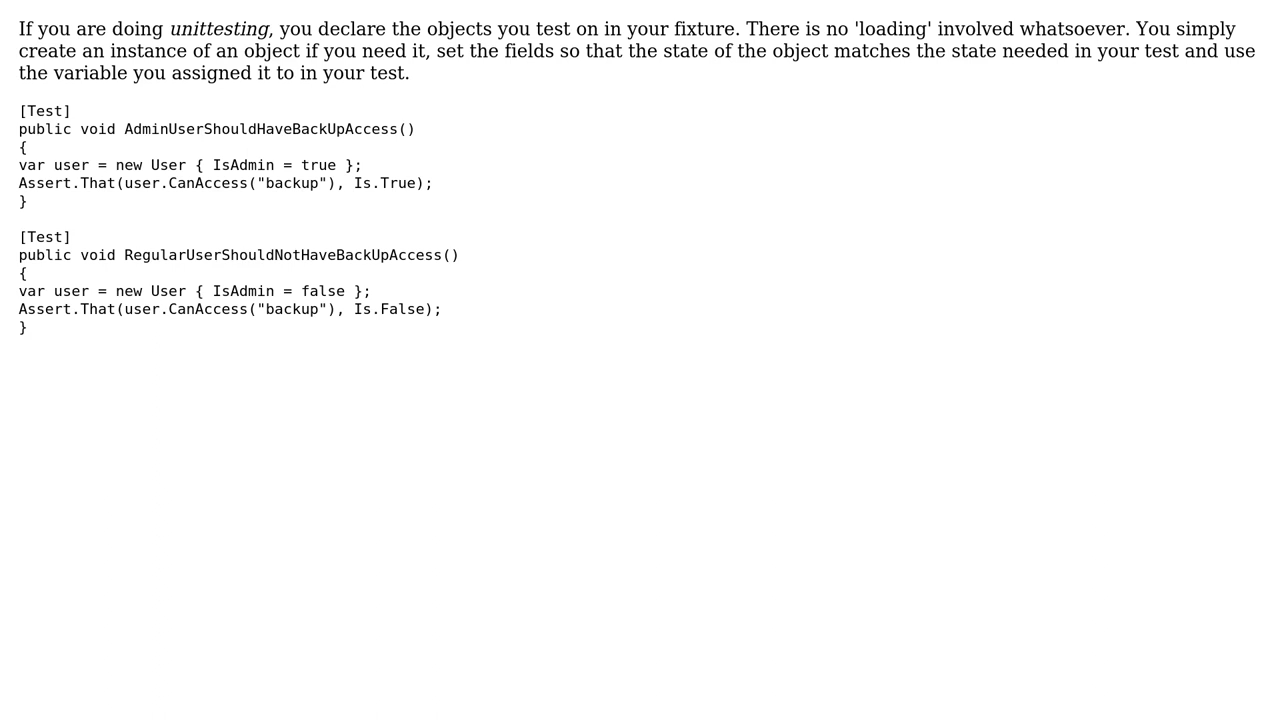 If you are doing unittesting, you declare the objects you test on in your fixture. There is no 'loading' involved whatsoever. You simply
create an instance of an object if you need it, set the fields so that the state of the object matches the state needed in your test and use
the variable you assigned it to in your test.
[Test]
public void AdminUserShouldHaveBackUpAccess()
{
var user = new User { IsAdmin = true };
Assert.That(user.CanAccess("backup"), Is.True);
}
[Test]
public void RegularUserShouldNotHaveBackUpAccess()
{
var user = new User { IsAdmin = false };
Assert.That(user.CanAccess("backup"), Is.False);
}